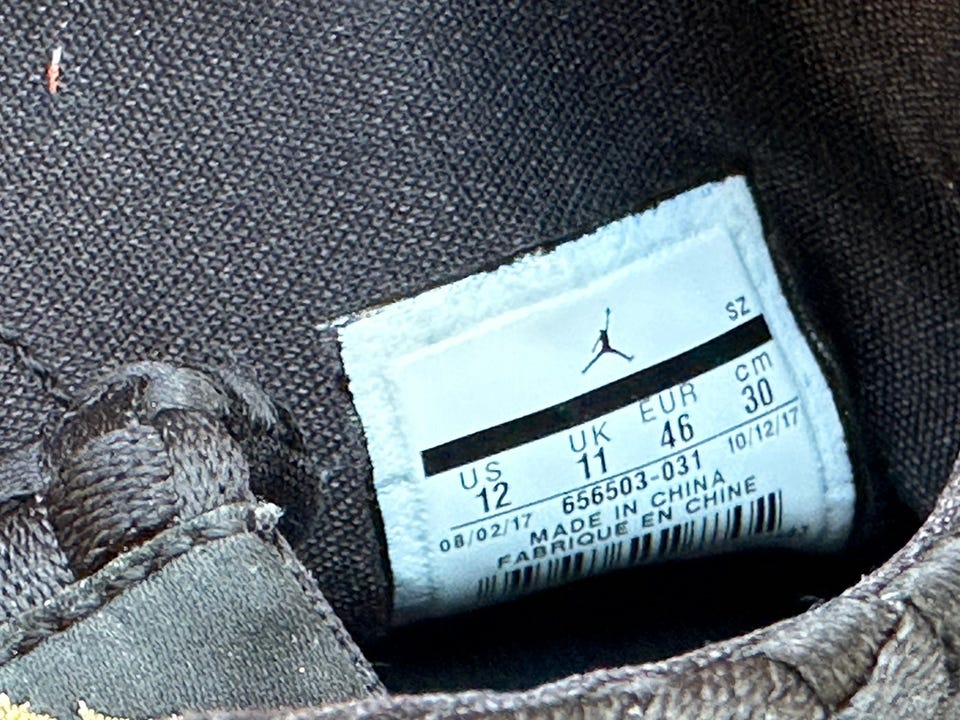 SZ
US UK EUR cm
12 11 46 30
08/02/17 656503-031 10/12/17
MADE IN CHINA
FABRIQUE EN CHINE